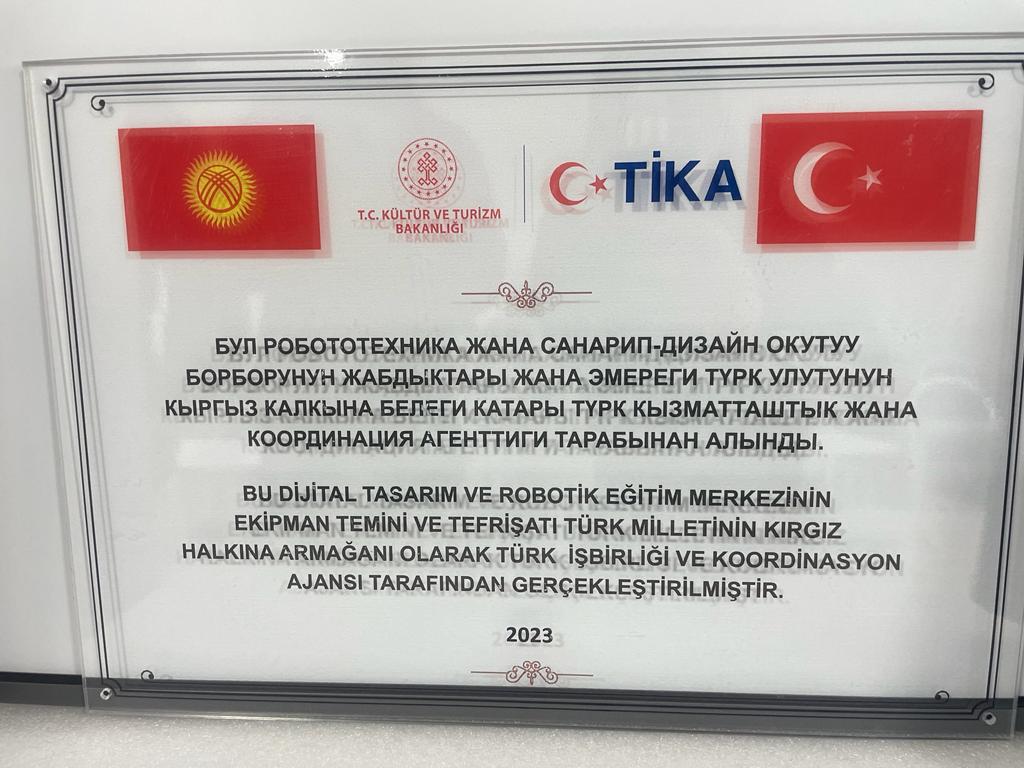 T.C. KÜLTÜR VE TURİZM
BAKANLIĞI
TİKA
БУЛ РОБОТОТЕХНИКА ЖАНА САНАРИП-ДИЗАЙН ОКУТУУ
БОРБОРУНУН ЖАБДЫКТАРЫ ЖАНА ЭМЕРЕГИ ТҮРК УЛУТУНУН
КЫРГЫЗ КАЛКЫНА БЕЛЕГИ КАТАРЫ ТҮРК КЫЗМАТТАШТЫК ЖАНА
КООРДИНАЦИЯ АГЕНТТИГИ ТАРАБЫНАН АЛЫНДЫ.
BU DİJİTAL TASARIM VE ROBOTİK EĞİTİM MERKEZİNİN
EKİPMAN TEMİNİ VE TEFRİŞATI TÜRK MİLLETİNİN KIRGIZ
HALKINA ARMAĞANI OLARAK TÜRK İŞBİRLİĞİ VE KOORDİNASYON
AJANSI TARAFINDAN GERÇEKLEŞTİRİLMİŞTİR.
2023